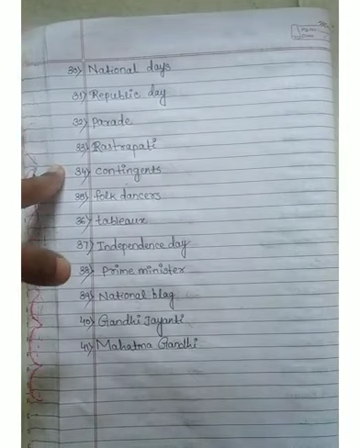 30) National days
31) Republic day
32) Parade
33) Rastrapati
34) contingents
35) folk dancers
36) tableaux
37) Independence day
38) Prime minister
39) National blag
40) Gandhi Jayanti
41) Mahatma Gandhi